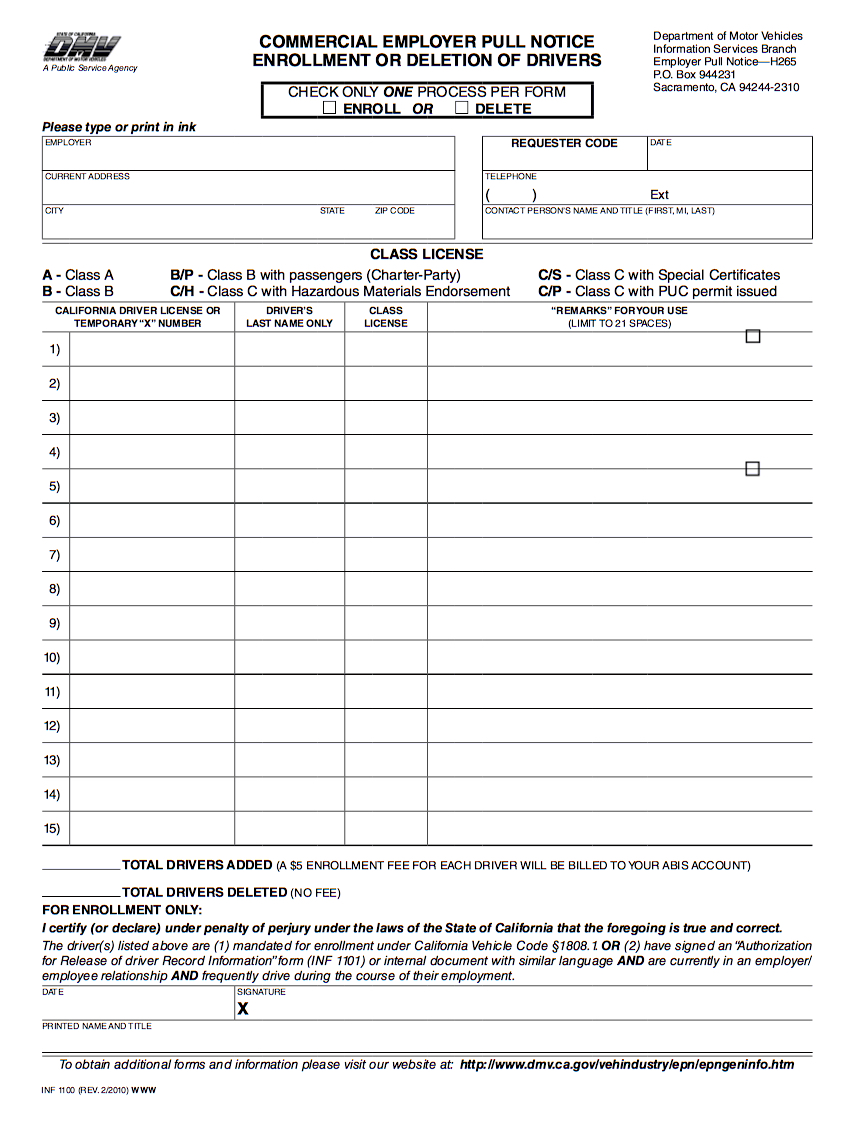 STATE OF CALIFORNIA
DMV
DEPARTMENT OF MOTOR VEHICLES
A Public Service Agency
COMMERCIAL EMPLOYER PULL NOTICE
ENROLLMENT OR DELETION OF DRIVERS
Department of Motor Vehicles
Information Services Branch
Employer Pull Notice—H265
P.O. Box 944231
Sacramento, CA 94244-2310
CHECK ONLY ONE PROCESS PER FORM
ENROLL OR DELETE
Please type or print in ink
EMPLOYER
REQUESTER CODE DATE
CURRENT ADDRESS
TELEPHONE
( ) Ext
CITY STATE ZIP CODE
CONTACT PERSON'S NAME AND TITLE (FIRST, MI, LAST)
CLASS LICENSE
A - Class A B/P - Class B with passengers (Charter-Party) C/S - Class C with Special Certificates
B - Class B C/H - Class C with Hazardous Materials Endorsement C/P - Class C with PUC permit issued
CALIFORNIA DRIVER LICENSE OR
TEMPORARY “X” NUMBER
DRIVER'S
LAST NAME ONLY
CLASS
LICENSE
“REMARKS” FOR YOUR USE
(LIMIT TO 21 SPACES)
1)
2)
3)
4)
5)
6)
7)
8)
9)
10)
11)
12)
13)
14)
15)
TOTAL DRIVERS ADDED (A $5 ENROLLMENT FEE FOR EACH DRIVER WILL BE BILLED TO YOUR ABIS ACCOUNT)
TOTAL DRIVERS DELETED (NO FEE)
FOR ENROLLMENT ONLY:
I certify (or declare) under penalty of perjury under the laws of the State of California that the foregoing is true and correct.
The driver(s) listed above are (1) mandated for enrollment under California Vehicle Code §1808.1. OR (2) have signed an “Authorization
for Release of driver Record Information” form (INF 1101) or internal document with similar language AND are currently in an employer/
employee relationship AND frequently drive during the course of their employment.
DATE SIGNATURE
X
PRINTED NAME AND TITLE
To obtain additional forms and information please visit our website at: http://www.dmv.ca.gov/vehindustry/epn/epngeninfo.htm
INF 1100 (REV. 2/2010) WWW